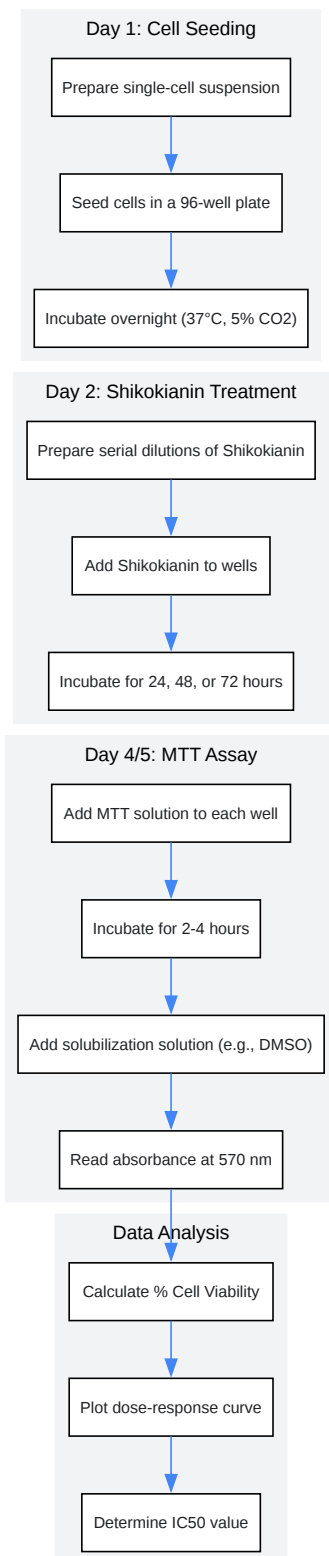 Day 1: Cell Seeding
Prepare single-cell suspension
Seed cells in a 96-well plate
Incubate overnight (37°C, 5% CO2)
Day 2: Shikokianin Treatment
Prepare serial dilutions of Shikokianin
Add Shikokianin to wells
Incubate for 24, 48, or 72 hours
Day 4/5: MTT Assay
Add MTT solution to each well
Incubate for 2-4 hours
Add solubilization solution (e.g., DMSO)
Read absorbance at 570 nm
Data Analysis
Calculate % Cell Viability
Plot dose-response curve
Determine IC50 value